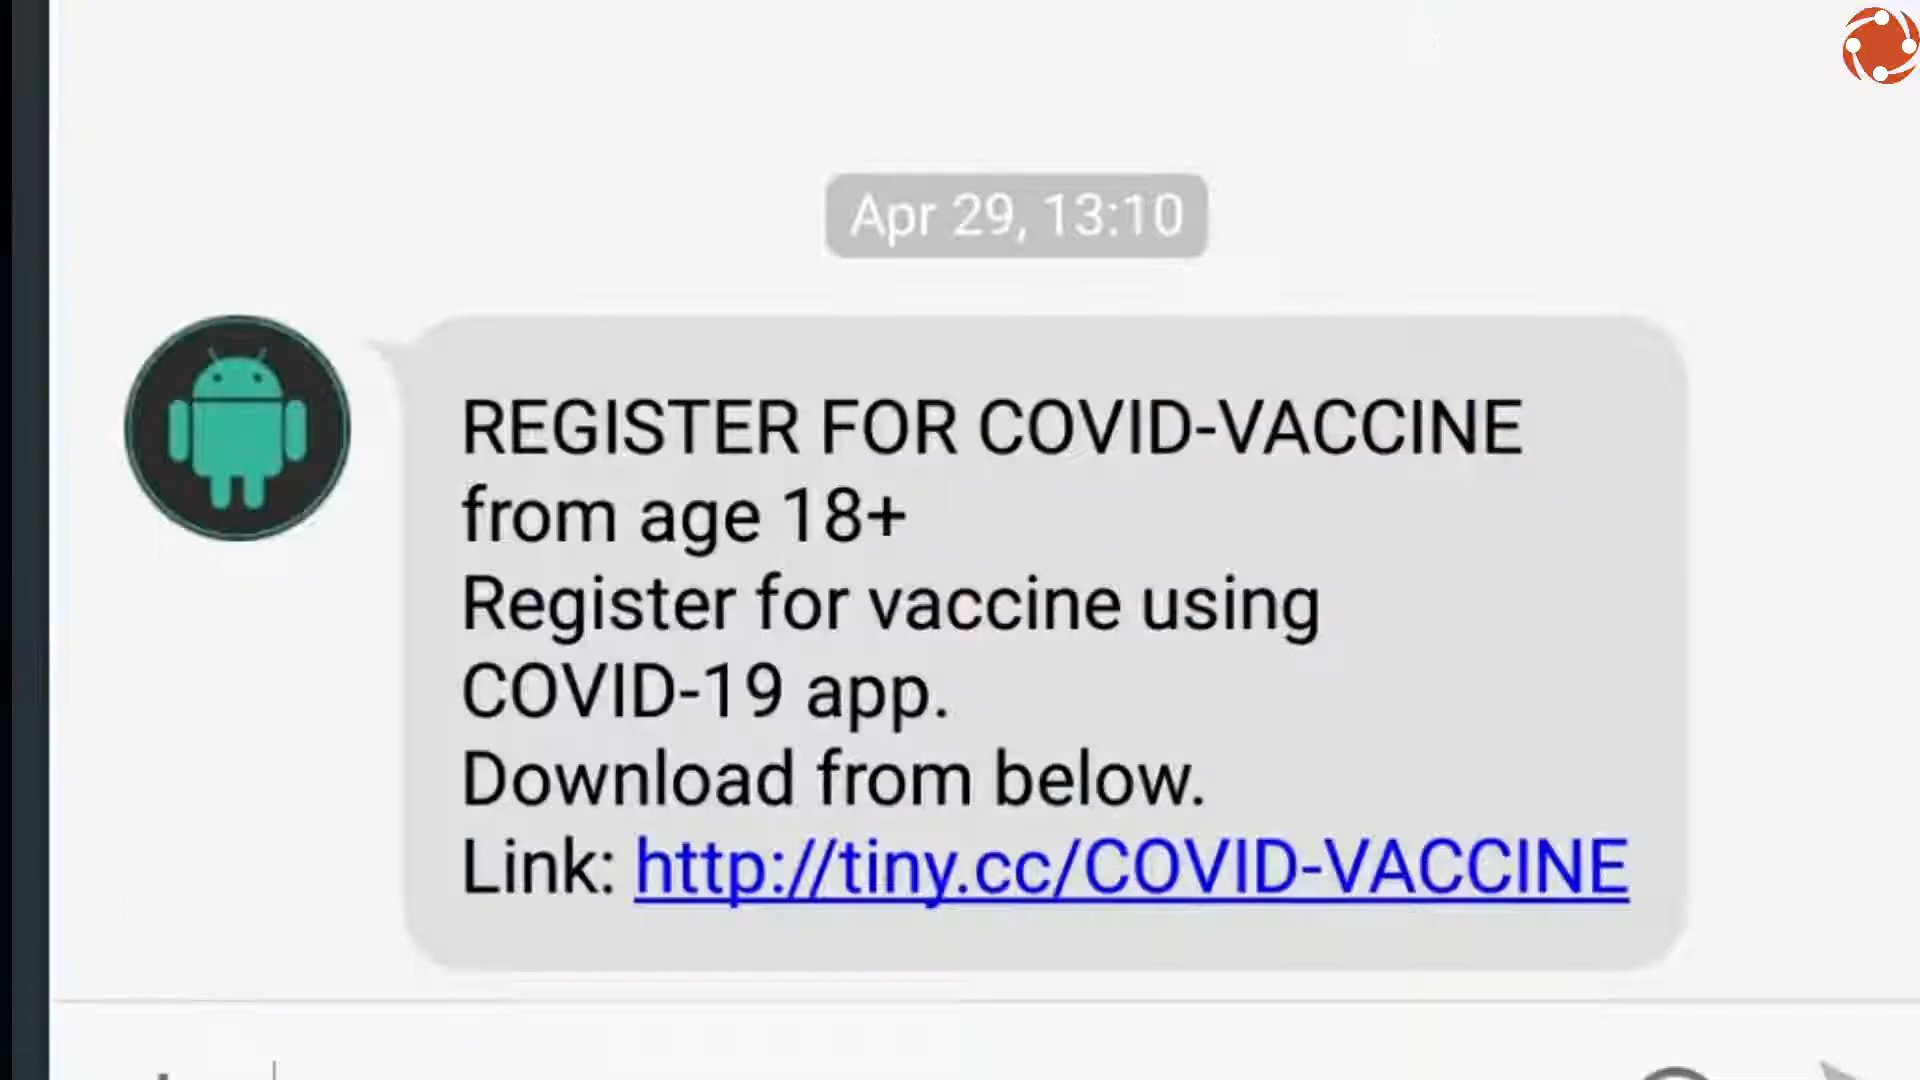 Apr 29, 13:10
REGISTER FOR COVID-VACCINE
from age 18+
Register for vaccine using
COVID-19 app.
Download from below.
Link: http://tiny.cc/COVID-VACCINE